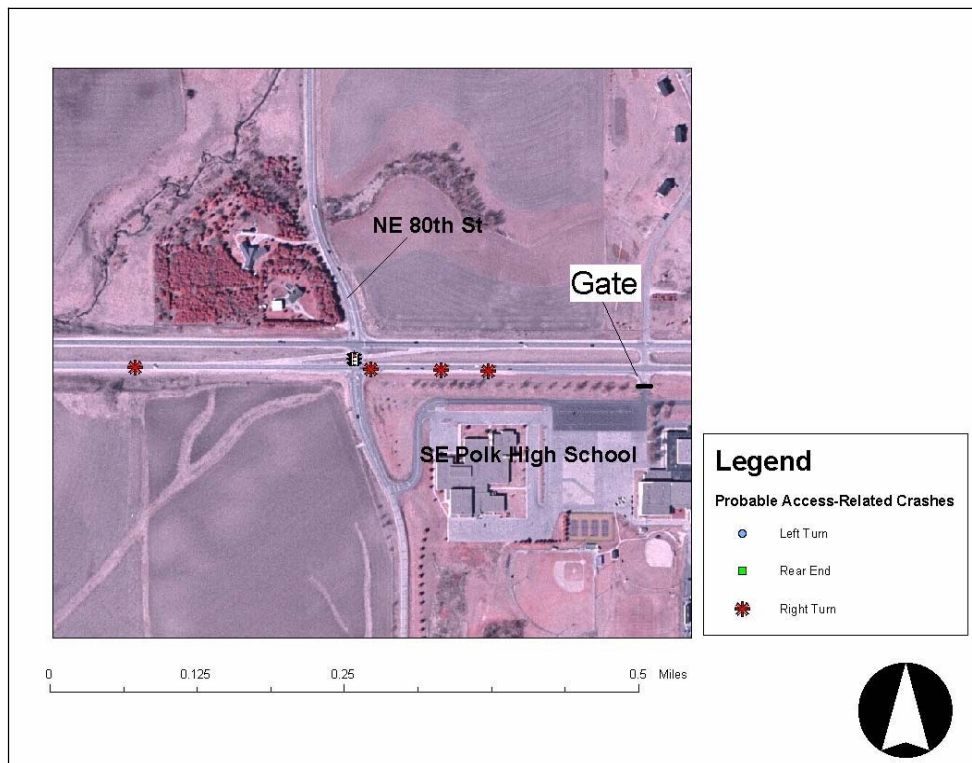 NE 80th St
Gate
SE Polk High School
Legend
Probable Access-Related Crashes
Left Turn
Rear End
Right Turn
0 0.125 0.25 0.5 Miles